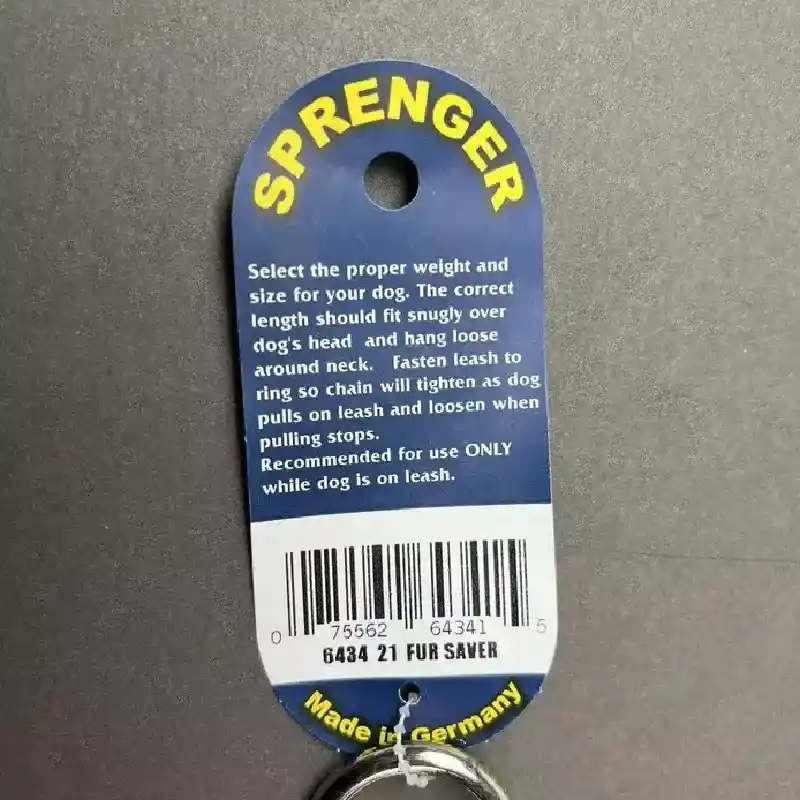 SPRENGER
Select the proper weight and
size for your dog. The correct
length should fit snugly over
dog's head and hang loose
around neck. Fasten leash to
ring so chain will tighten as dog
pulls on leash and loosen when
pulling stops.
Recommended for use ONLY
while dog is on leash.
0 75562 64341 5
6434 21 FUR SAVER
Made in Germany